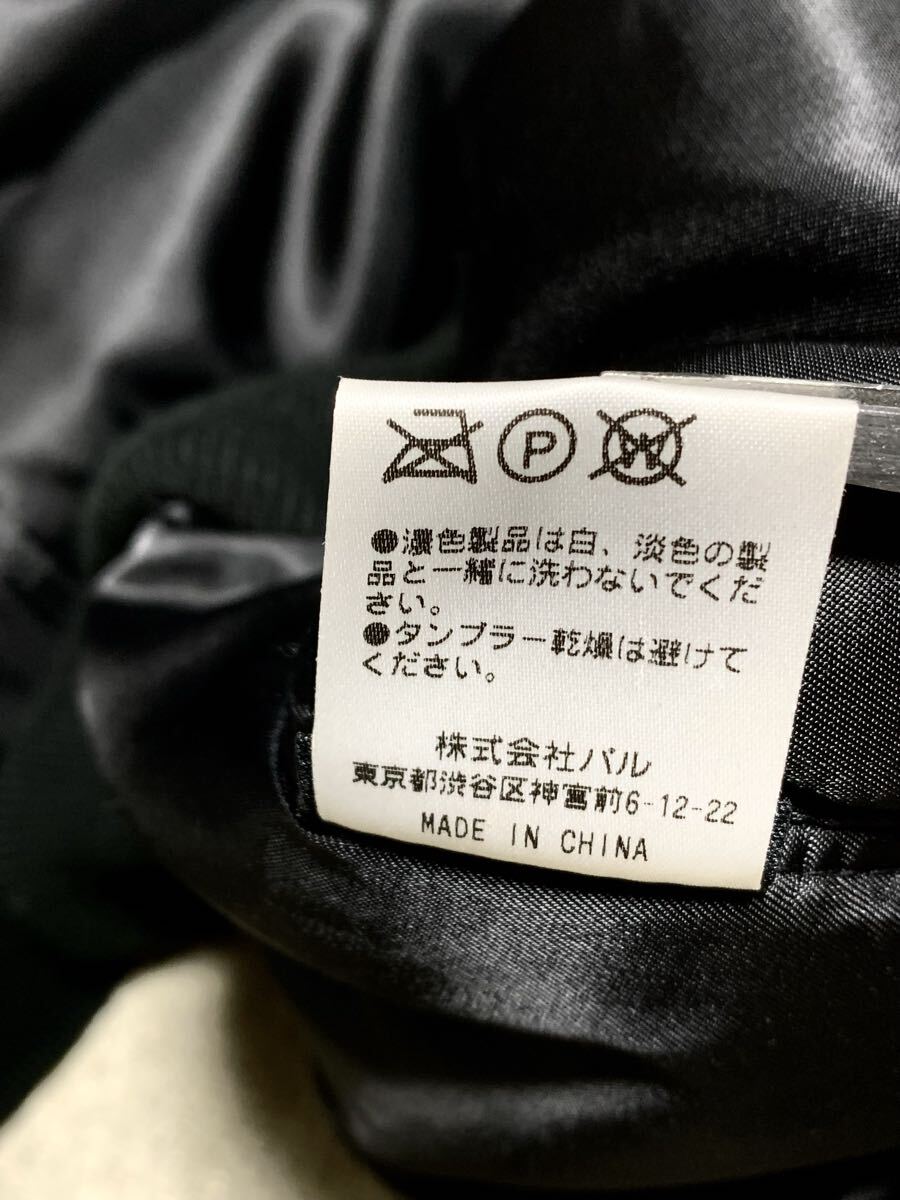 P W
●濃色製品は白、淡色の製
品と一緒に洗わないでくだ
さい。
●タンブラー乾燥は避けて
ください。
株式会社バル
東京都渋谷区神宮前6-12-22
MADE IN CHINA